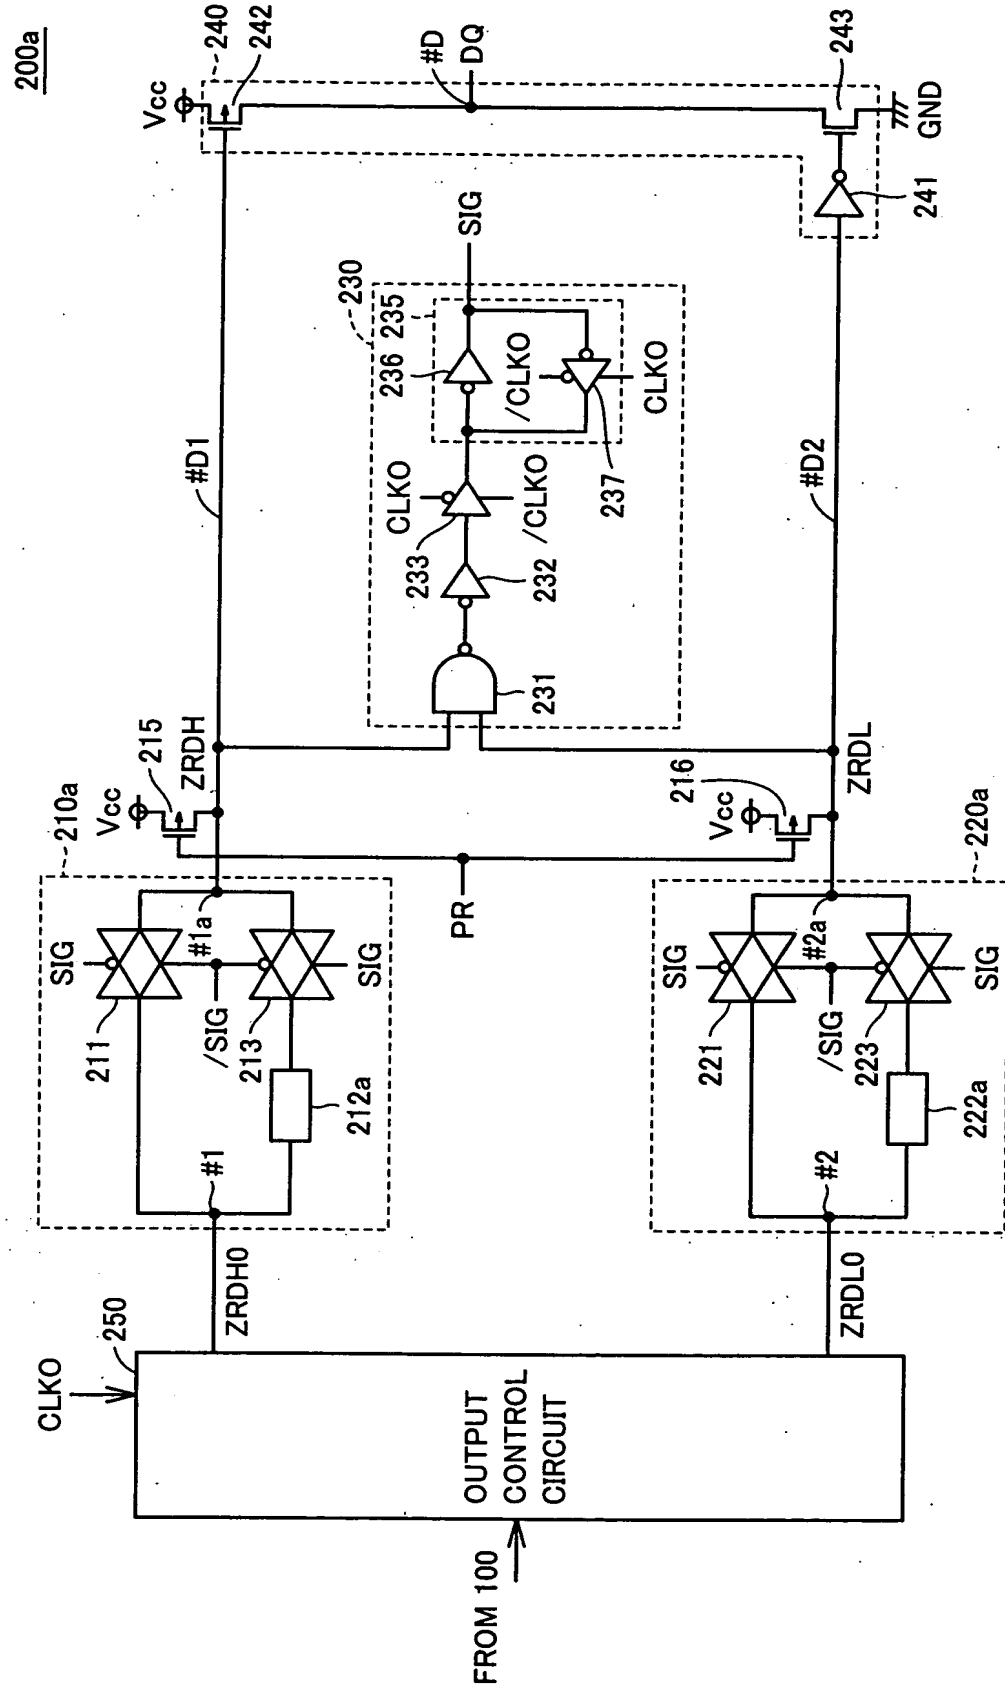 200a
CLKO
250
OUTPUT
CONTROL
CIRCUIT
FROM 100
ZRDH0
ZRDL0
210a
#1
211
SIG
/SIG
213
212a
SIG
#1a
Vcc
215
ZRDH
PR
220a
#2
221
SIG
/SIG
223
222a
SIG
#2a
Vcc
216
ZRDL
#D1
#D2
230
231
232
233
CLKO
/CLKO
235
236
237
/CLKO
CLKO
SIG
Vcc
240
242
#D
DQ
241
243
GND